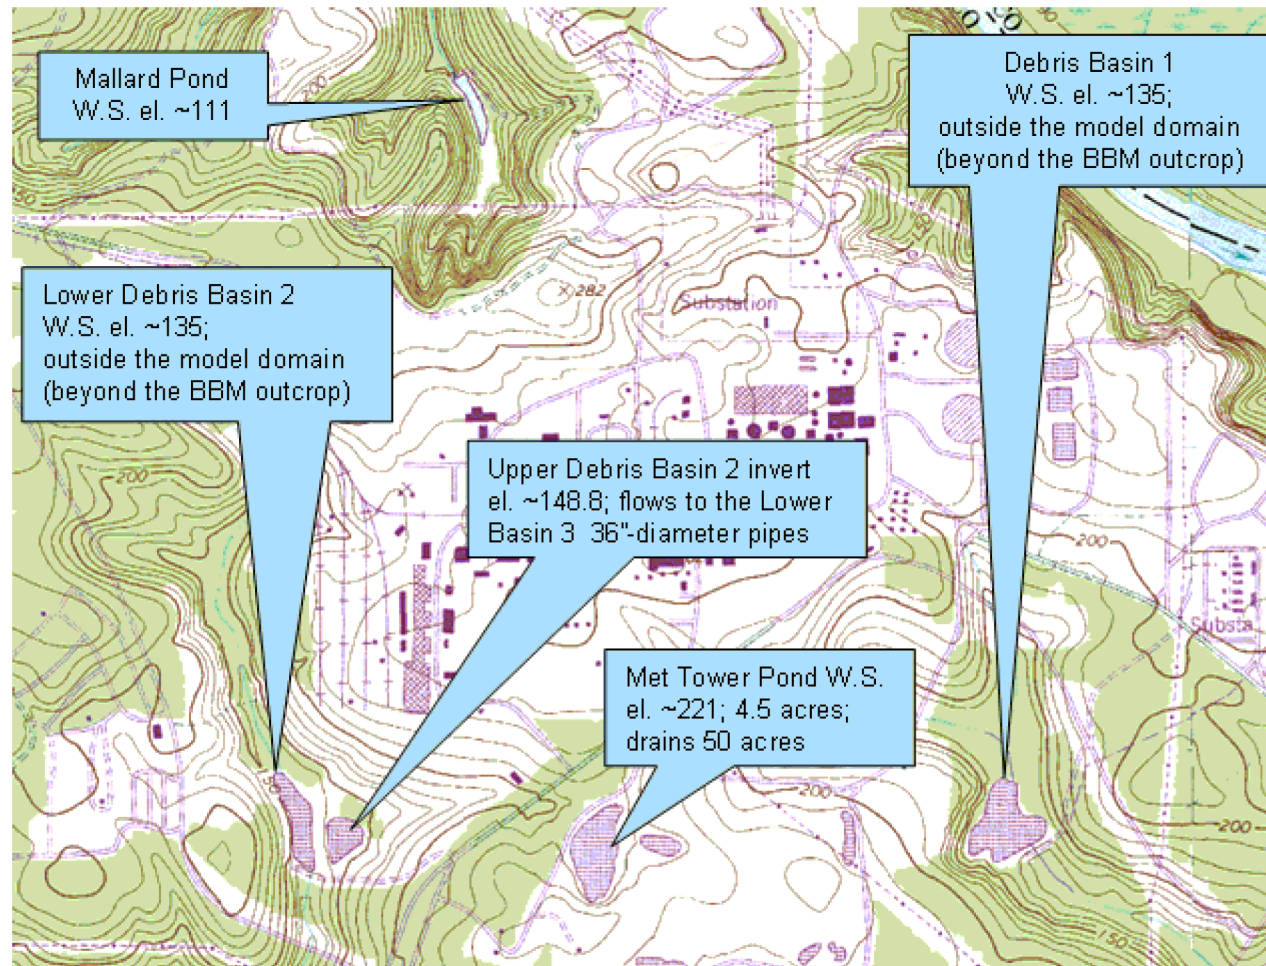 Mallard Pond
W.S. el. ~111
Debris Basin 1
W.S. el. ~135;
outside the model domain
(beyond the BBM outcrop)
200
Lower Debris Basin 2
W.S. el. ~135;
outside the model domain
(beyond the BBM outcrop)
× 282
Substation
200
Upper Debris Basin 2 invert
el. ~148.8; flows to the Lower
Basin 3  36"-diameter pipes
200
Substa
Met Tower Pond W.S.
el. ~221; 4.5 acres;
drains 50 acres
200
200
150